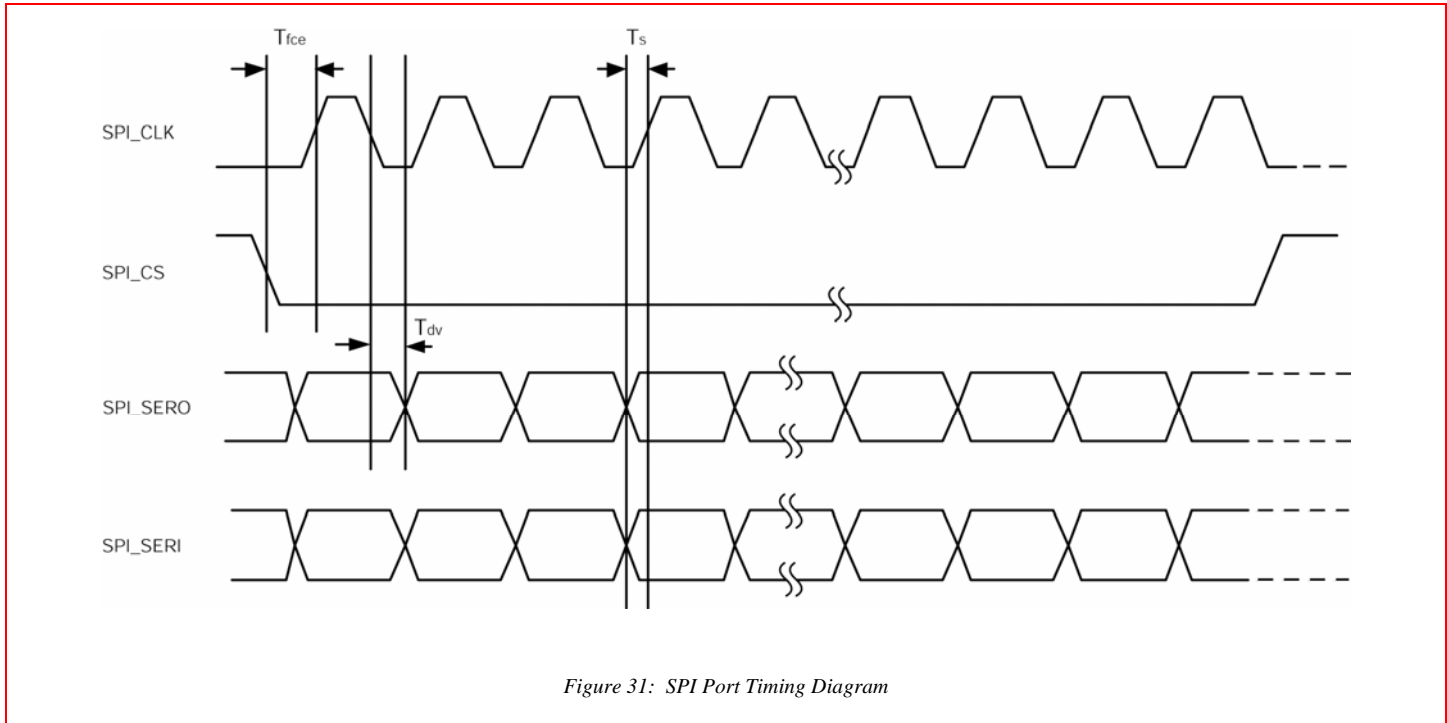 Tfce
Ts
SPI_CLK
SPI_CS
Tdv
SPI_SERO
SPI_SERI
Figure 31: SPI Port Timing Diagram